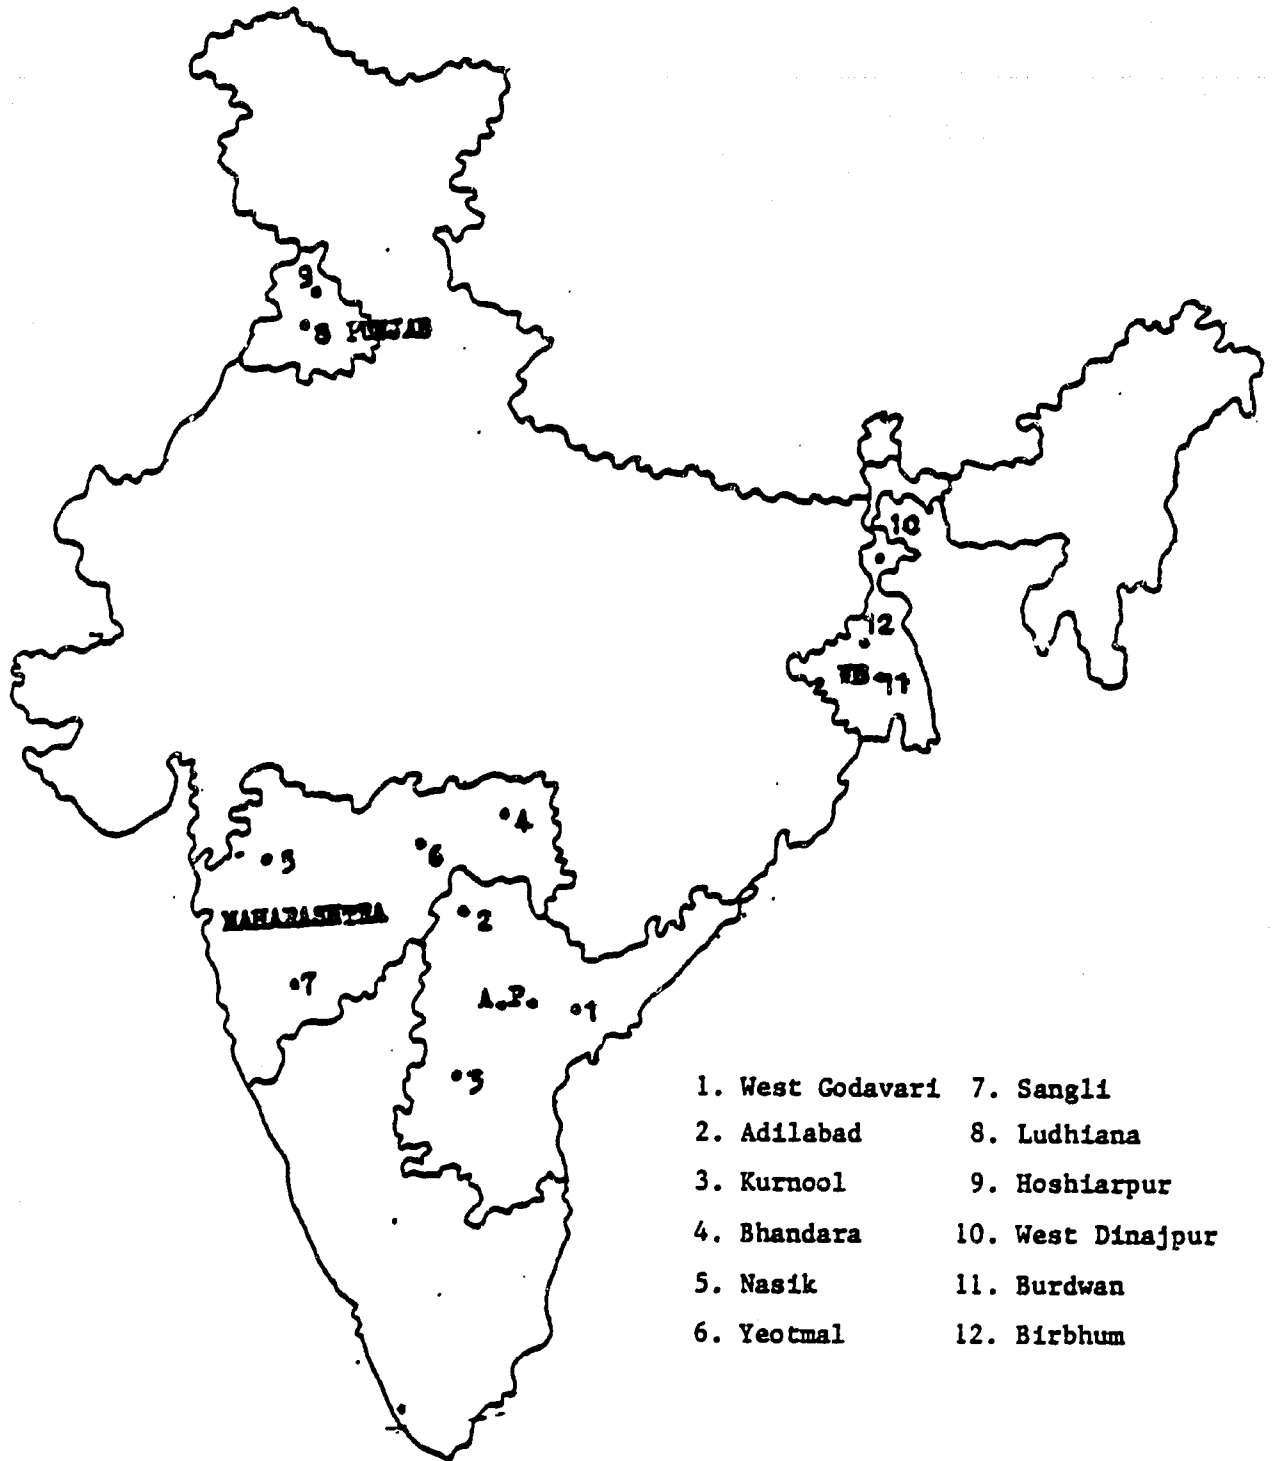 9
8 PUNJAB
10
12
WB 11
4
5
6
MAHARASHTRA
2
7
A.P.
1
3
1. West Godavari 7. Sangli
2. Adilabad 8. Ludhiana
3. Kurnool 9. Hoshiarpur
4. Bhandara 10. West Dinajpur
5. Nasik 11. Burdwan
6. Yeotmal 12. Birbhum